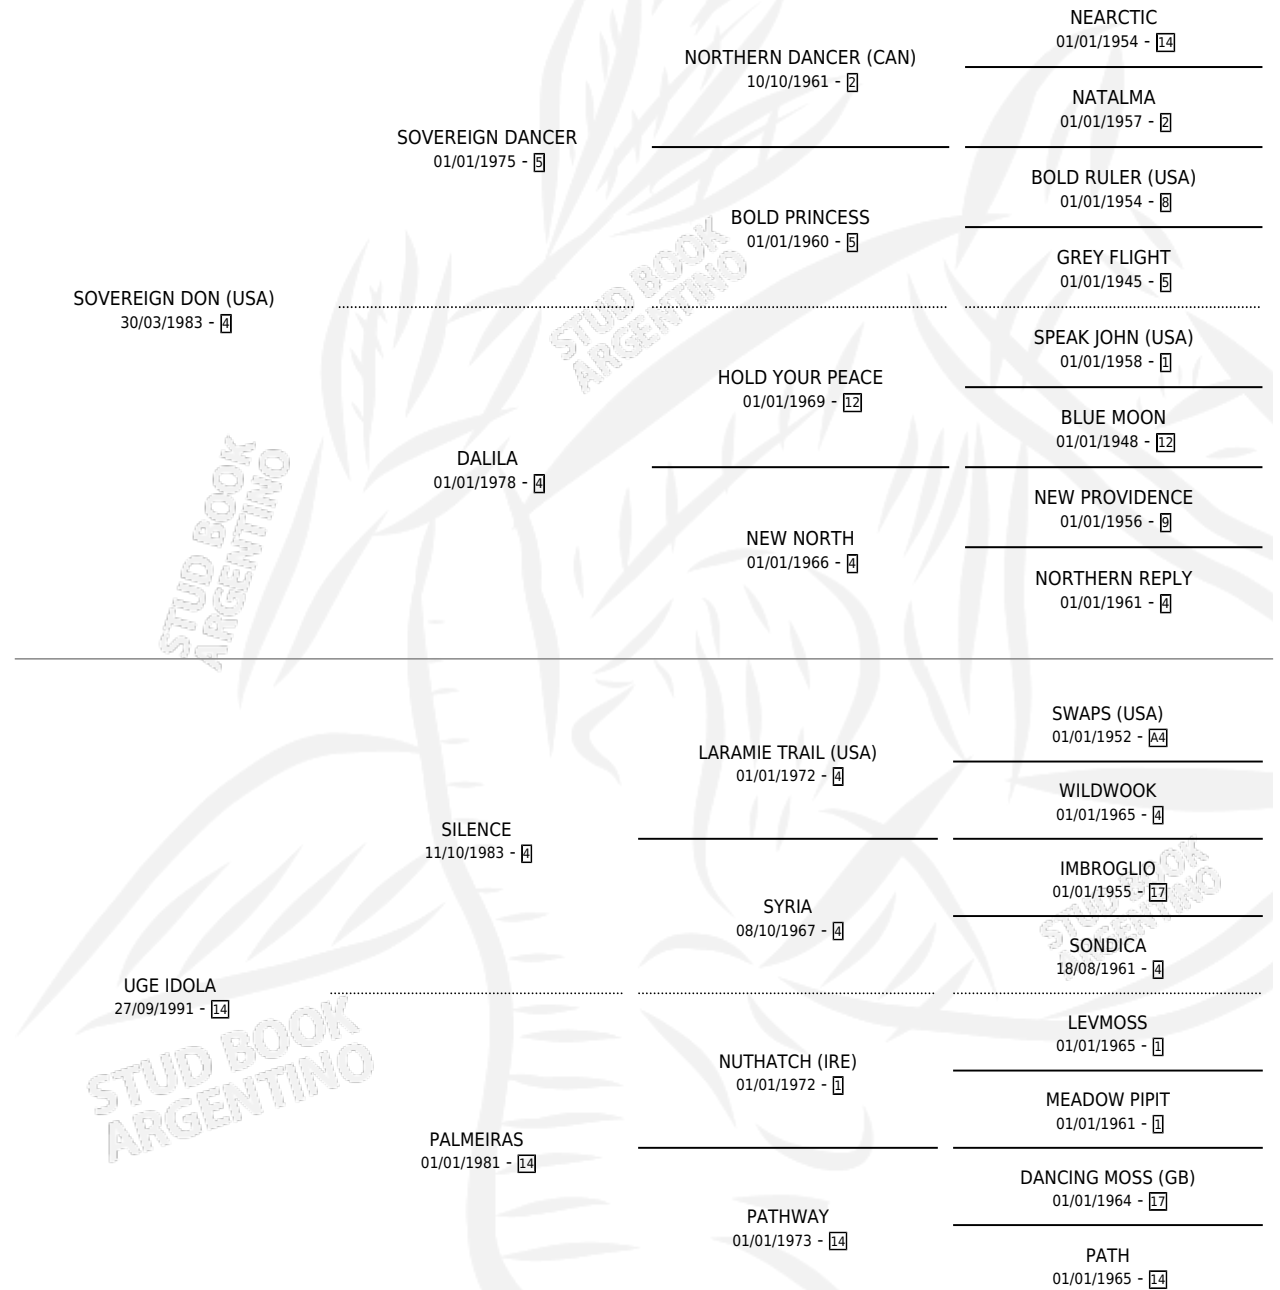 NEARCTIC
01/01/1954 - 14
NORTHERN DANCER (CAN)
10/10/1961 - 2
NATALMA
01/01/1957 - 2
SOVEREIGN DANCER
01/01/1975 - 5
BOLD RULER (USA)
01/01/1954 - 8
BOLD PRINCESS
01/01/1960 - 5
GREY FLIGHT
01/01/1945 - 5
SOVEREIGN DON (USA)
30/03/1983 - 4
STUD BOOK
ARGENTINO
SPEAK JOHN (USA)
01/01/1958 - 1
HOLD YOUR PEACE
01/01/1969 - 12
BLUE MOON
01/01/1948 - 12
DALILA
01/01/1978 - 4
NEW PROVIDENCE
01/01/1956 - 9
NEW NORTH
01/01/1966 - 4
NORTHERN REPLY
01/01/1961 - 4
STUD BOOK
ARGENTINO
SWAPS (USA)
01/01/1952 - A4
LARAMIE TRAIL (USA)
01/01/1972 - 4
WILDWOOK
01/01/1965 - 4
SILENCE
11/10/1983 - 4
IMBROGLIO
01/01/1955 - 17
SYRIA
08/10/1967 - 4
STUD BOOK
ARGENTINO
SONDICA
18/08/1961 - 4
UGE IDOLA
27/09/1991 - 14
STUD BOOK
ARGENTINO
LEVMOSS
01/01/1965 - 1
NUTHATCH (IRE)
01/01/1972 - 1
MEADOW PIPIT
01/01/1961 - 1
PALMEIRAS
01/01/1981 - 14
DANCING MOSS (GB)
01/01/1964 - 17
PATHWAY
01/01/1973 - 14
PATH
01/01/1965 - 14